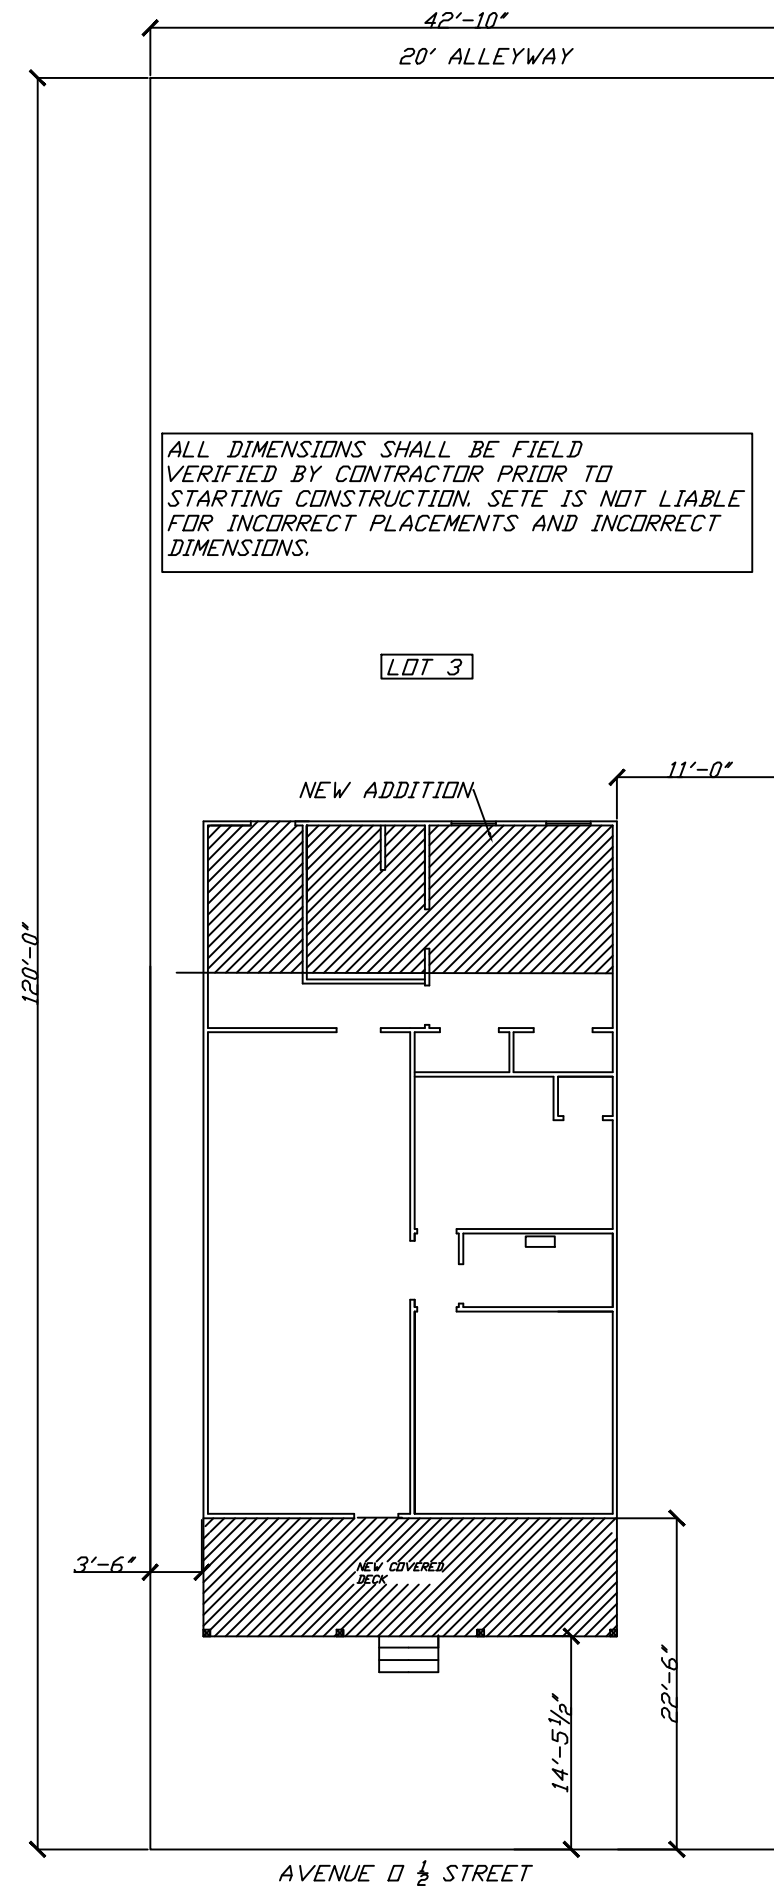 42'-10"
20' ALLEYWAY
ALL DIMENSIONS SHALL BE FIELD
VERIFIED BY CONTRACTOR PRIOR TO
STARTING CONSTRUCTION. SETE IS NOT LIABLE
FOR INCORRECT PLACEMENTS AND INCORRECT
DIMENSIONS.
LOT 3
11'-0"
NEW ADDITION
120'-0"
3'-6"
NEW COVERED
DECK
22'-6"
14'-5 1/2"
AVENUE O 1/2 STREET